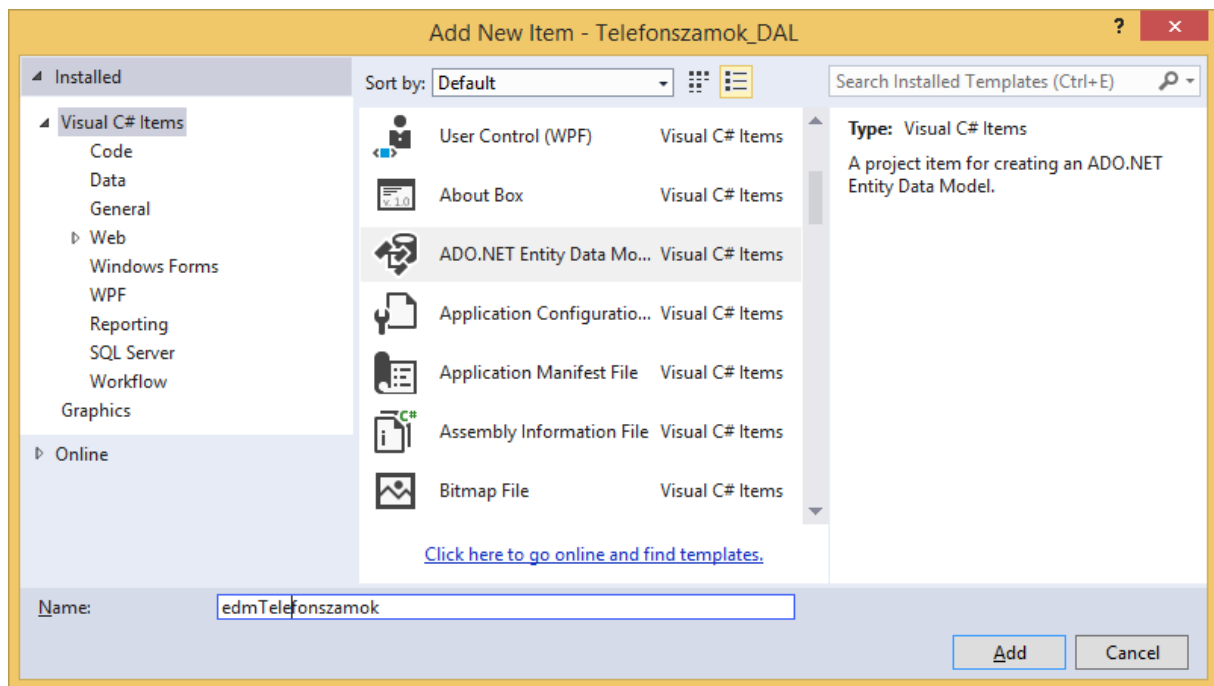 Add New Item - Telefonszamok_DAL
?
Installed
Sort by: Default
Search Installed Templates (Ctrl+E)
Visual C# Items
Code
Data
General
Web
Windows Forms
WPF
Reporting
SQL Server
Workflow
Graphics
Online
User Control (WPF) Visual C# Items
v. 1.0
About Box Visual C# Items
ADO.NET Entity Data Mo... Visual C# Items
Application Configuratio... Visual C# Items
Application Manifest File Visual C# Items
C#
Assembly Information File Visual C# Items
Bitmap File Visual C# Items
Click here to go online and find templates.
Type: Visual C# Items
A project item for creating an ADO.NET
Entity Data Model.
Name: edmTelefonszamok
Add Cancel